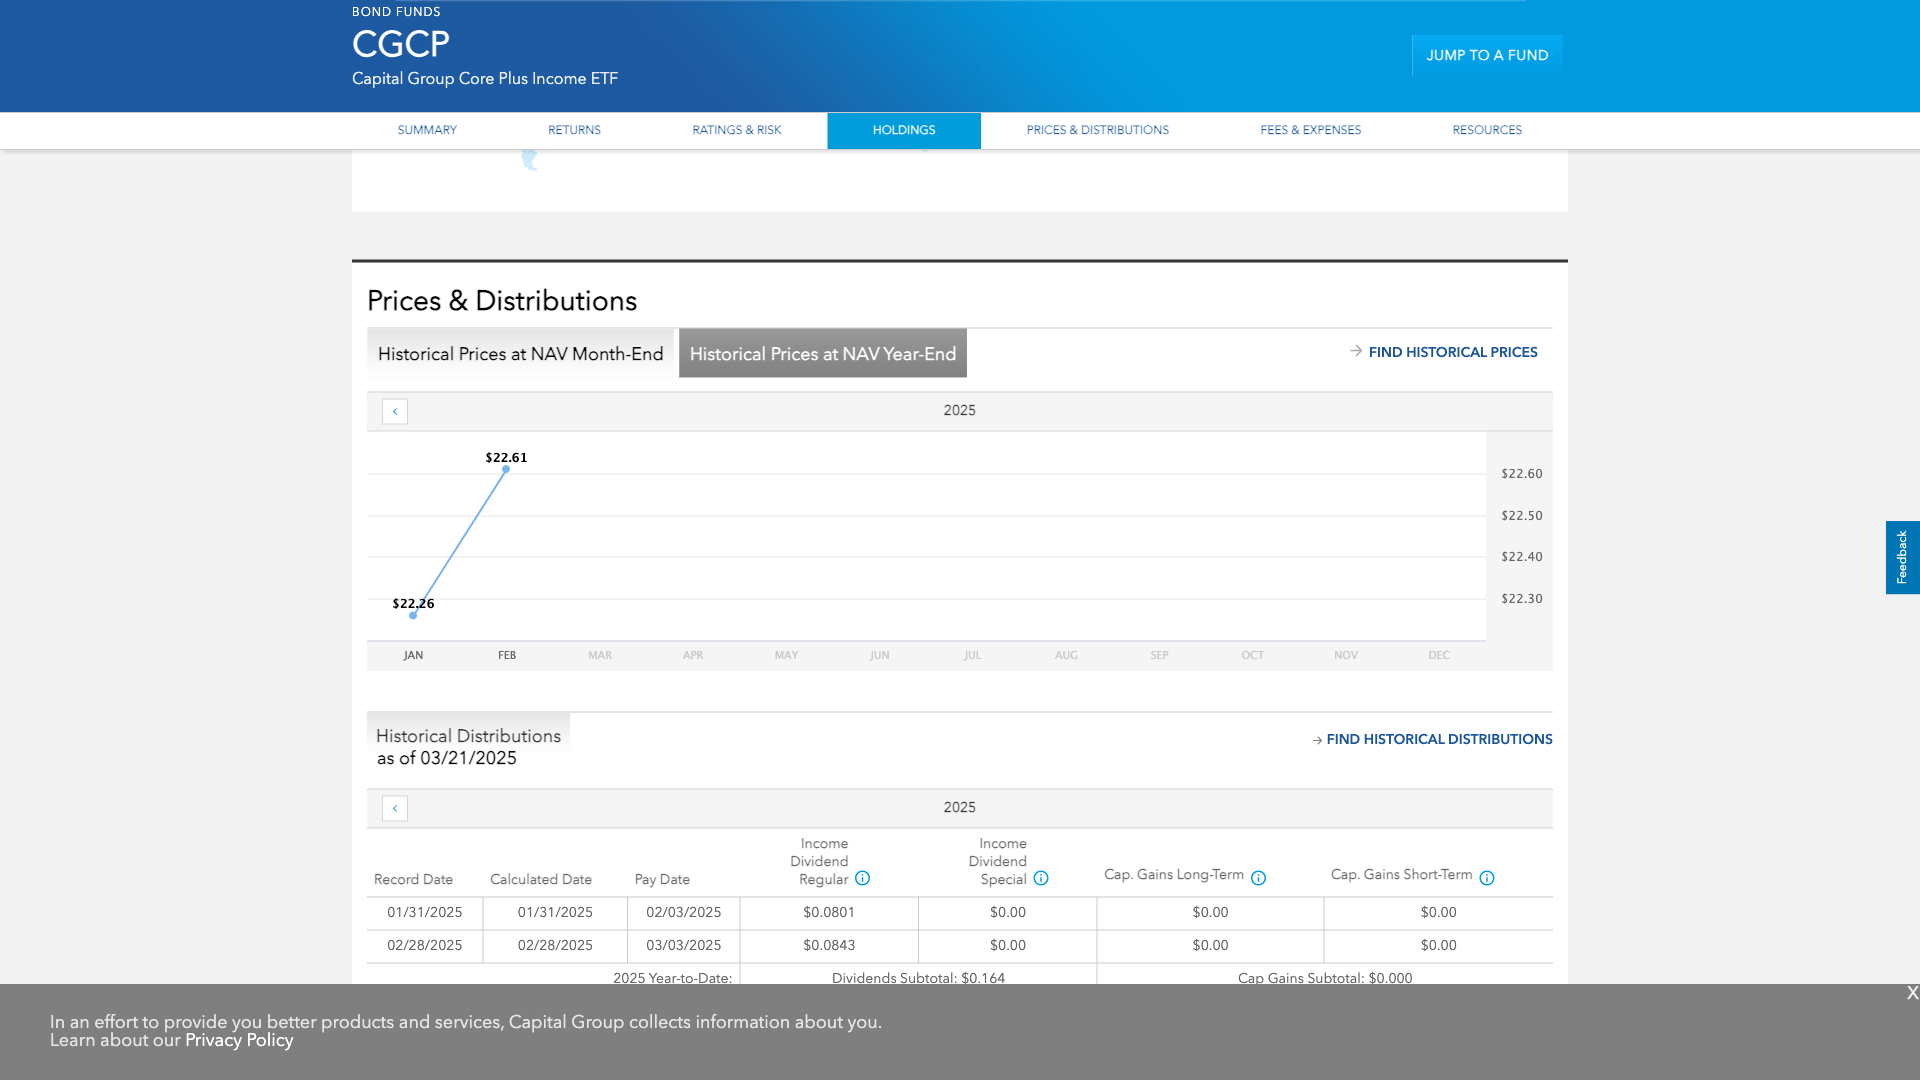 BOND FUNDS
CGCP
Capital Group Core Plus Income ETF
JUMP TO A FUND
SUMMARY RETURNS RATINGS & RISK HOLDINGS PRICES & DISTRIBUTIONS FEES & EXPENSES RESOURCES
Prices & Distributions
Historical Prices at NAV Month-End Historical Prices at NAV Year-End FIND HISTORICAL PRICES
2025
$22.61
$22.60
$22.50
$22.40
$22.26
$22.30
JAN FEB MAR APR MAY JUN JUL AUG SEP OCT NOV DEC
Feedback
Historical Distributions
as of 03/21/2025
FIND HISTORICAL DISTRIBUTIONS
2025
Record Date Calculated Date Pay Date Income Dividend Regular Income Dividend Special Cap. Gains Long-Term Cap. Gains Short-Term
01/31/2025 01/31/2025 02/03/2025 $0.0801 $0.00 $0.00 $0.00
02/28/2025 02/28/2025 03/03/2025 $0.0843 $0.00 $0.00 $0.00
2025 Year-to-Date: Dividends Subtotal: $0.164 Cap Gains Subtotal: $0.000
X
In an effort to provide you better products and services, Capital Group collects information about you.
Learn about our Privacy Policy